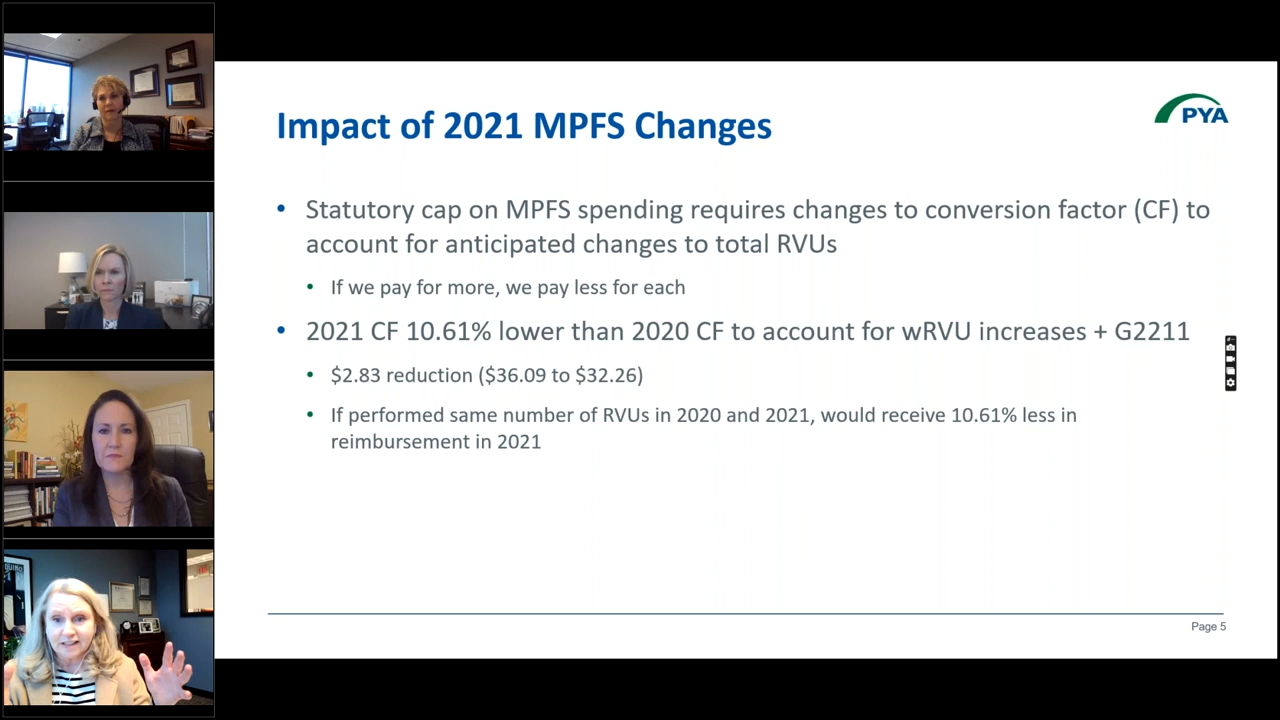 Impact of 2021 MPFS Changes
PYA
• Statutory cap on MPFS spending requires changes to conversion factor (CF) to
account for anticipated changes to total RVUs
• If we pay for more, we pay less for each
• 2021 CF 10.61% lower than 2020 CF to account for wRVU increases + G2211
• $2.83 reduction ($36.09 to $32.26)
• If performed same number of RVUs in 2020 and 2021, would receive 10.61% less in
reimbursement in 2021
Page 5